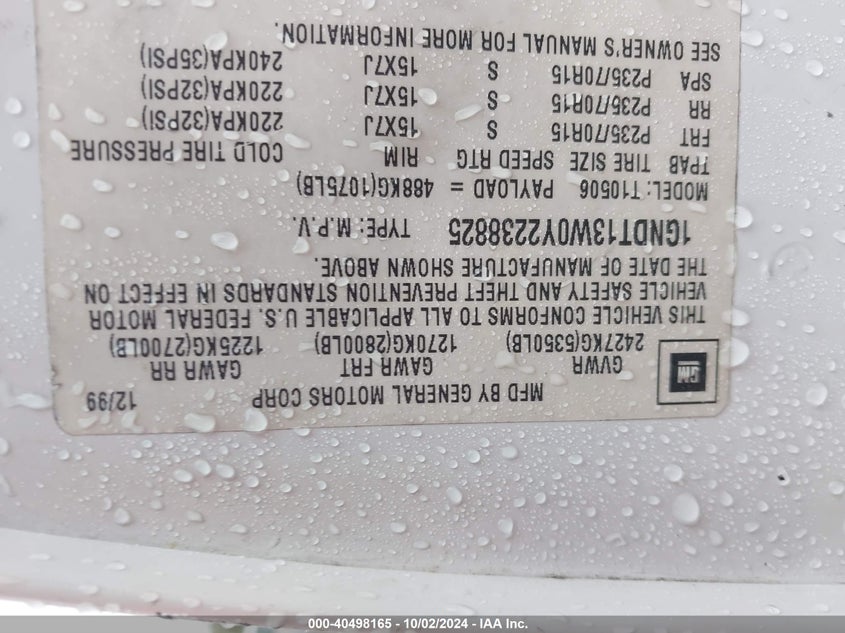 MFD BY GENERAL MOTORS CORP 12/99
GM
GVWR GAWR FRT GAWR RR
2427KG(5350LB) 1270KG(2800LB) 1225KG(2700LB)
THIS VEHICLE CONFORMS TO ALL APPLICABLE U.S. FEDERAL MOTOR
VEHICLE SAFETY AND THEFT PREVENTION STANDARDS IN EFFECT ON
THE DATE OF MANUFACTURE SHOWN ABOVE.
1GNDT13W0Y2238825 TYPE: M.P.V.
MODEL: T10506 PAYLOAD = 488KG(1075LB)
TPAB TIRE SIZE SPEED RTG RIM COLD TIRE PRESSURE
FRT P235/70R15 S 15X7J 220KPA(32PSI)
RR P235/70R15 S 15X7J 220KPA(32PSI)
SPA P235/70R15 S 15X7J 240KPA(35PSI)
SEE OWNER'S MANUAL FOR MORE INFORMATION.
000-40498165 - 10/02/2024 - IAA Inc.